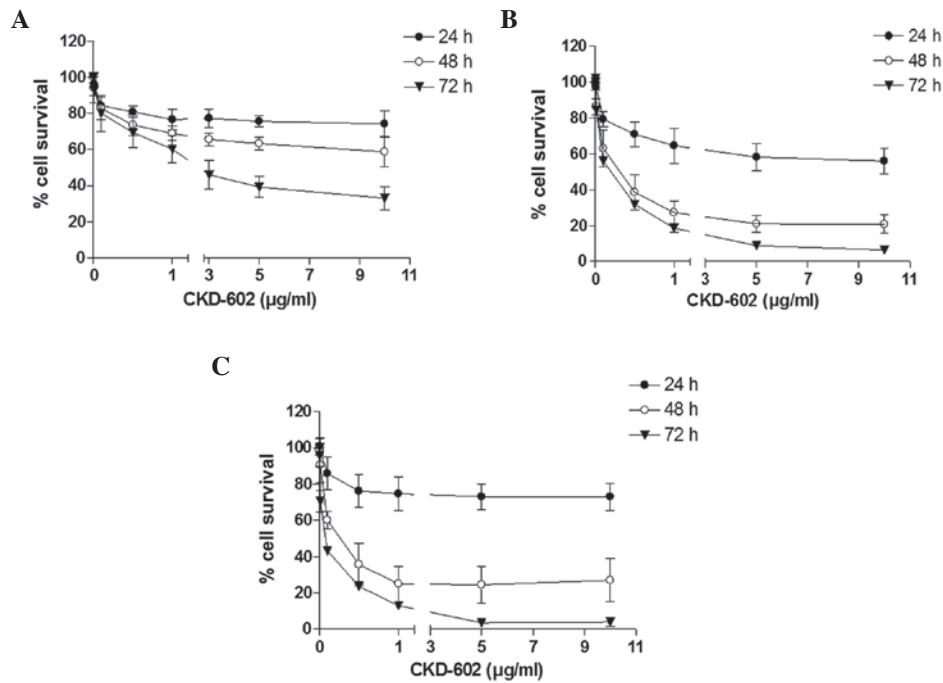 A
24 h
48 h
72 h
120
100
80
60
40
20
0
% cell survival
0 1 3 5 7 9 11
CKD-602 (µg/ml)
B
24 h
48 h
72 h
120
100
80
60
40
20
0
% cell survival
0 1 3 5 7 9 11
CKD-602 (µg/ml)
C
24 h
48 h
72 h
120
100
80
60
40
20
0
% cell survival
0 1 3 5 7 9 11
CKD-602 (µg/ml)